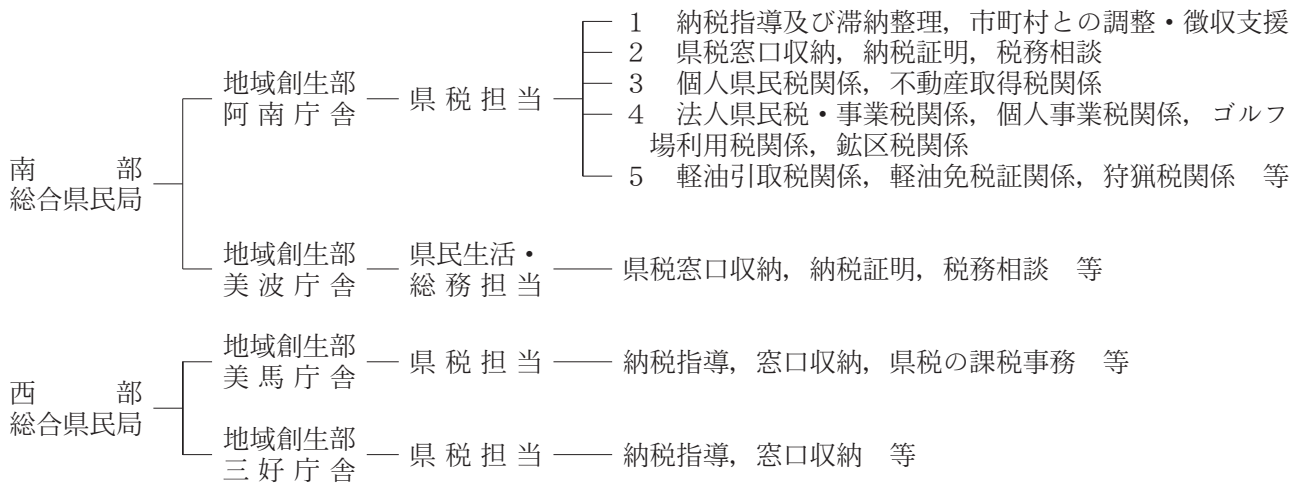 南部
総合県民局
地域創生部
阿南庁舎
県税担当
1 納税指導及び滞納整理，市町村との調整・徴収支援
2 県税窓口収納，納税証明，税務相談
3 個人県民税関係，不動産取得税関係
4 法人県民税・事業税関係，個人事業税関係，ゴルフ
場利用税関係，鉱区税関係
5 軽油引取税関係，軽油免税証関係，狩猟税関係 等
地域創生部
美波庁舎
県民生活・
総務担当
県税窓口収納，納税証明，税務相談 等
西部
総合県民局
地域創生部
美馬庁舎
県税担当
納税指導，窓口収納，県税の課税事務 等
地域創生部
三好庁舎
県税担当
納税指導，窓口収納 等